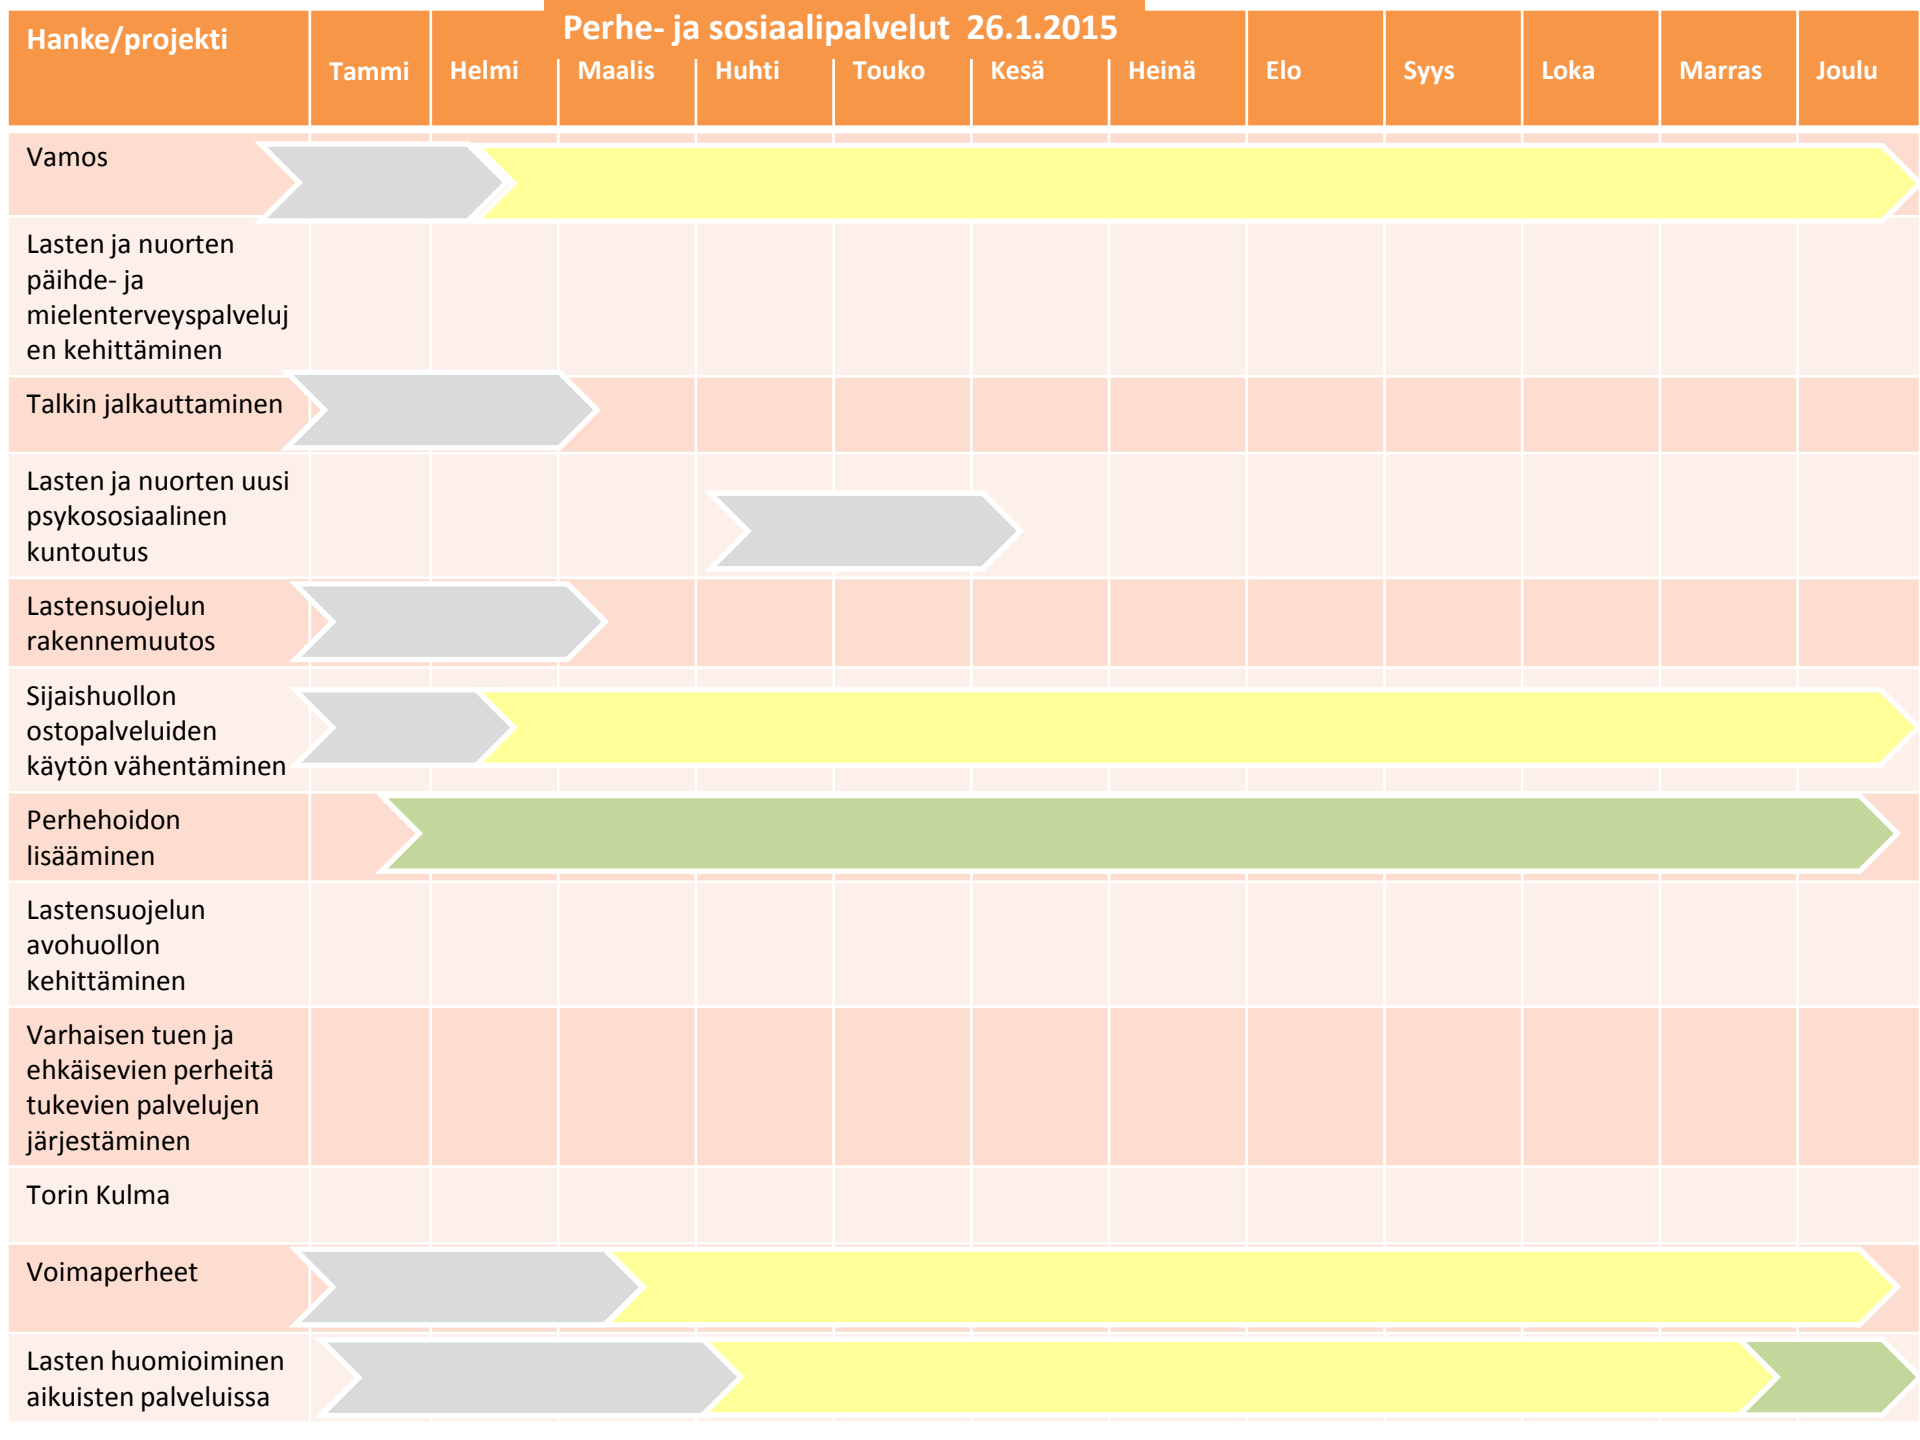 Perhe- ja sosiaalipalvelut 26.1.2015
Hanke/projekti
Tammi Helmi Maalis Huhti Touko Kesä Heinä Elo Syys Loka Marras Joulu
Vamos
Lasten ja nuorten
päihde- ja
mielenterveyspalveluj
en kehittäminen
Talkin jalkauttaminen
Lasten ja nuorten uusi
psykososiaalinen
kuntoutus
Lastensuojelun
rakennemuutos
Sijaishuollon
ostopalveluiden
käytön vähentäminen
Perhehoidon
lisääminen
Lastensuojelun
avohuollon
kehittäminen
Varhaisen tuen ja
ehkäisevien perheitä
tukevien palvelujen
järjestäminen
Torin Kulma
Voimaperheet
Lasten huomioiminen
aikuisten palveluissa